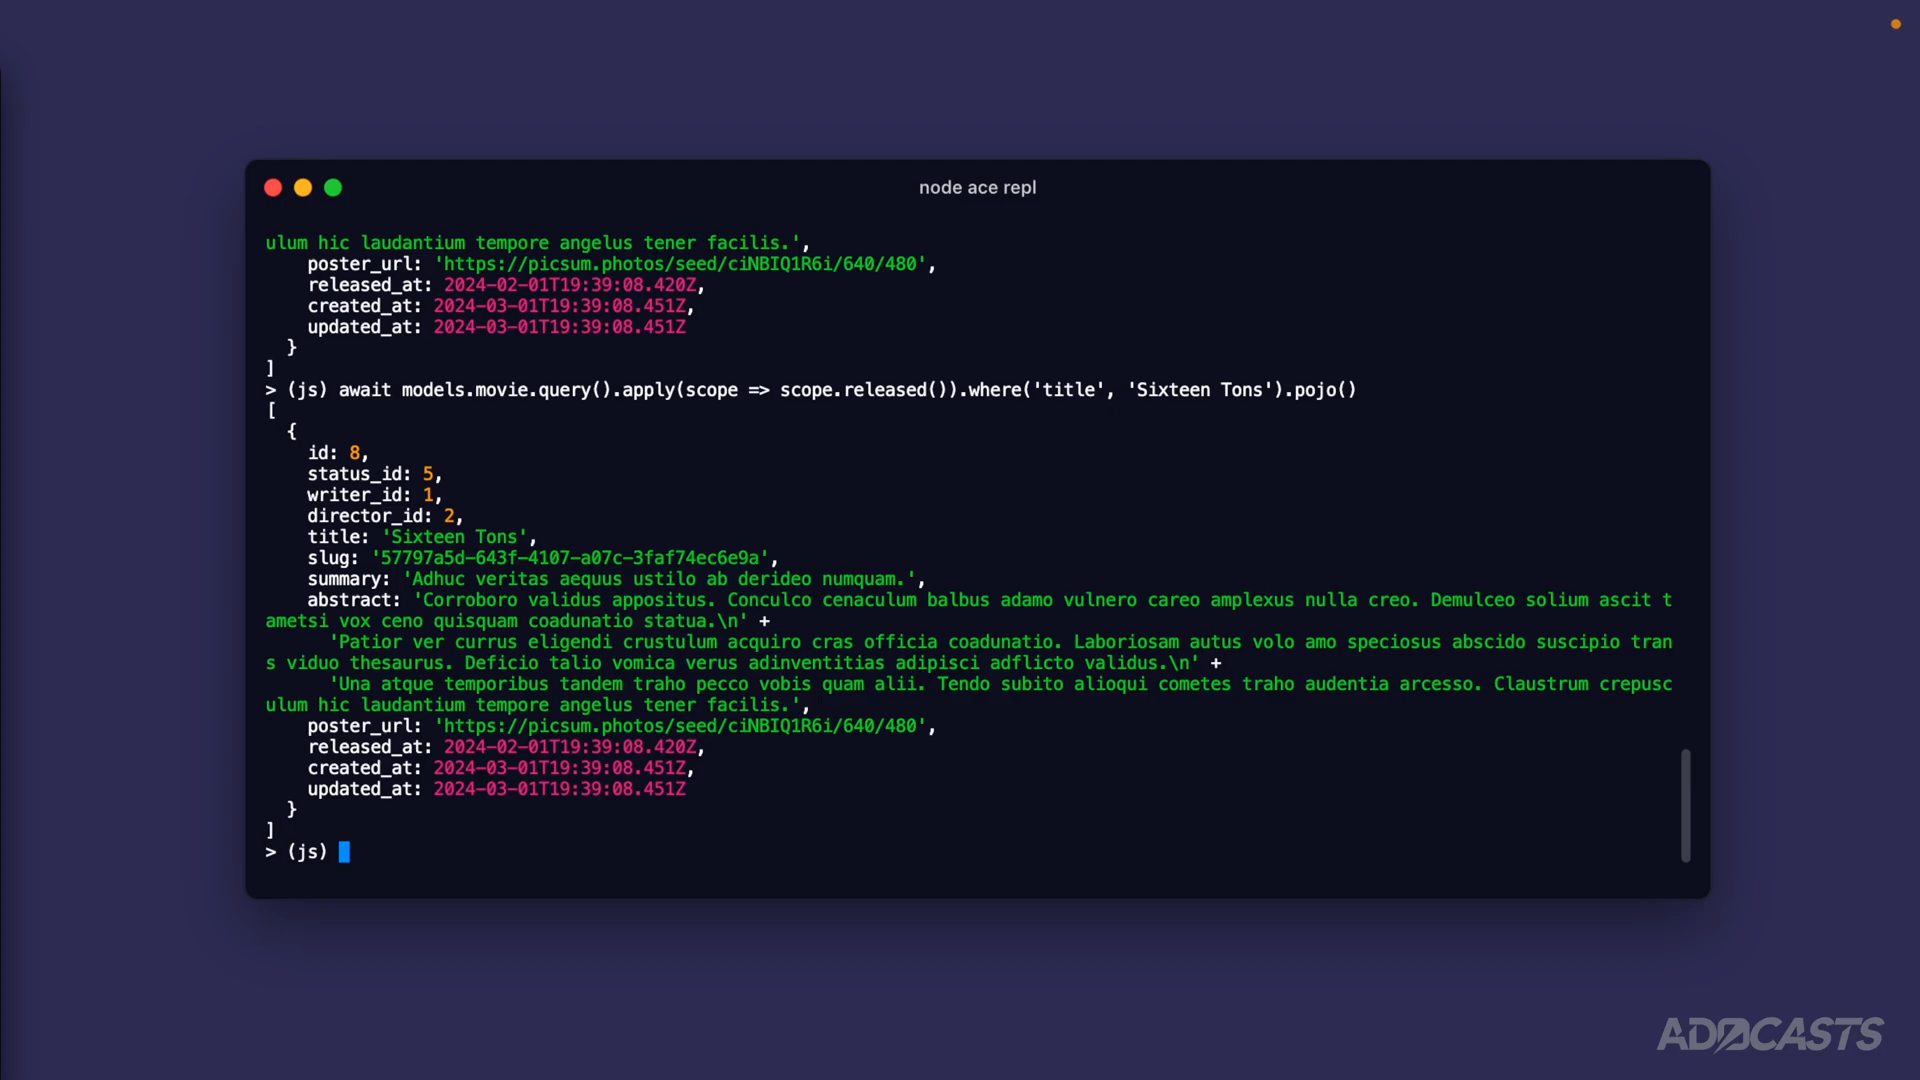 node ace repl
ulum hic laudantium tempore angelus tener facilis.',
poster_url: 'https://picsum.photos/seed/ciNBIQ1R6i/640/480',
released_at: 2024-02-01T19:39:08.420Z,
created_at: 2024-03-01T19:39:08.451Z,
updated_at: 2024-03-01T19:39:08.451Z
}
]
> (js) await models.movie.query().apply(scope => scope.released()).where('title', 'Sixteen Tons').pojo()
[
{
id: 8,
status_id: 5,
writer_id: 1,
director_id: 2,
title: 'Sixteen Tons',
slug: '57797a5d-643f-4107-a07c-3faf74ec6e9a',
summary: 'Adhuc veritas aequus ustilo ab derideo numquam.',
abstract: 'Corroboro validus appositus. Conculco cenaculum balbus adamo vulnero careo amplexus nulla creo. Demulceo solium ascit t
ametsi vox ceno quisquam coadunatio statua.\n' +
'Patior ver currus eligendi crustulum acquiro cras officia coadunatio. Laboriosam autus volo amo speciosus abscido suscipio tran
s viduo thesaurus. Deficio talio vomica verus adinventitias adipisci adflicto validus.\n' +
'Una atque temporibus tandem traho pecco vobis quam alii. Tendo subito alioqui cometes traho audentia arcesso. Claustrum crepusc
ulum hic laudantium tempore angelus tener facilis.',
poster_url: 'https://picsum.photos/seed/ciNBIQ1R6i/640/480',
released_at: 2024-02-01T19:39:08.420Z,
created_at: 2024-03-01T19:39:08.451Z,
updated_at: 2024-03-01T19:39:08.451Z
}
]
> (js)
ADOCASTS